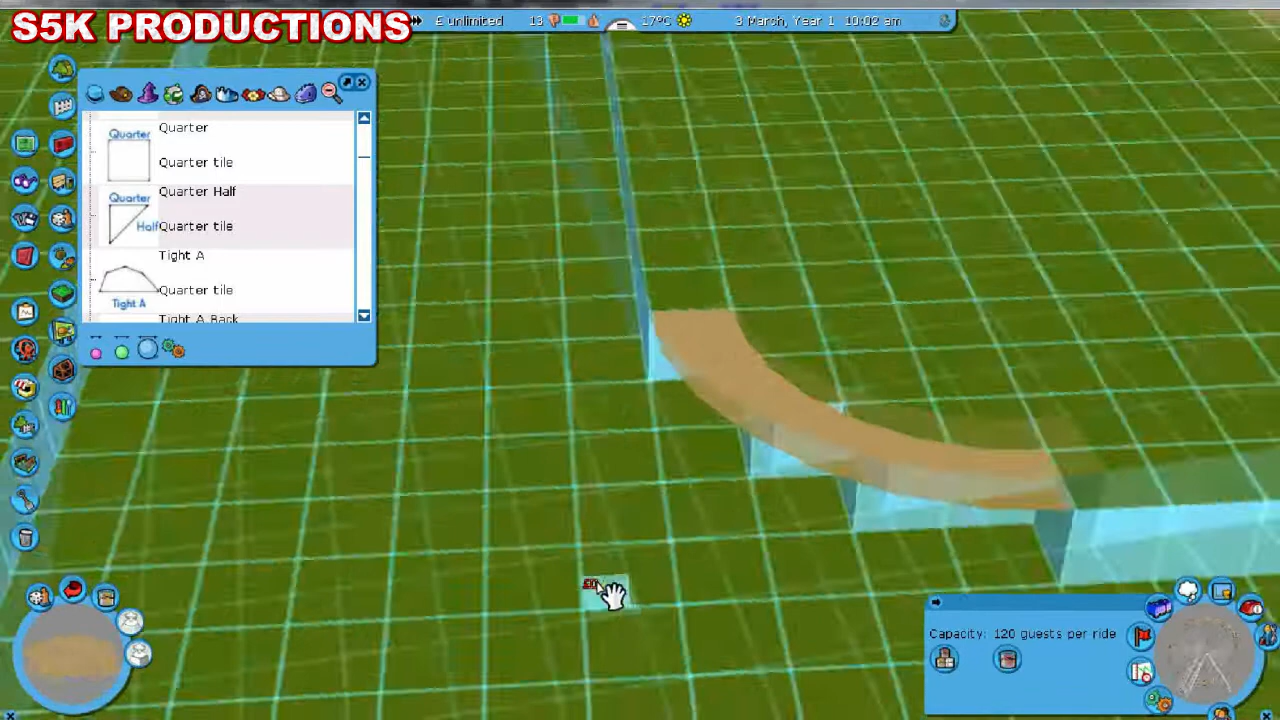 S5K PRODUCTIONS
£ unlimited 13 17°C 3 March, Year 1 10:02 am
Quarter
Quarter
Quarter tile
Quarter Half
Quarter
Half
Quarter tile
Tight A
Quarter tile
Tight A
Tight A Back
Capacity: 120 guests per ride